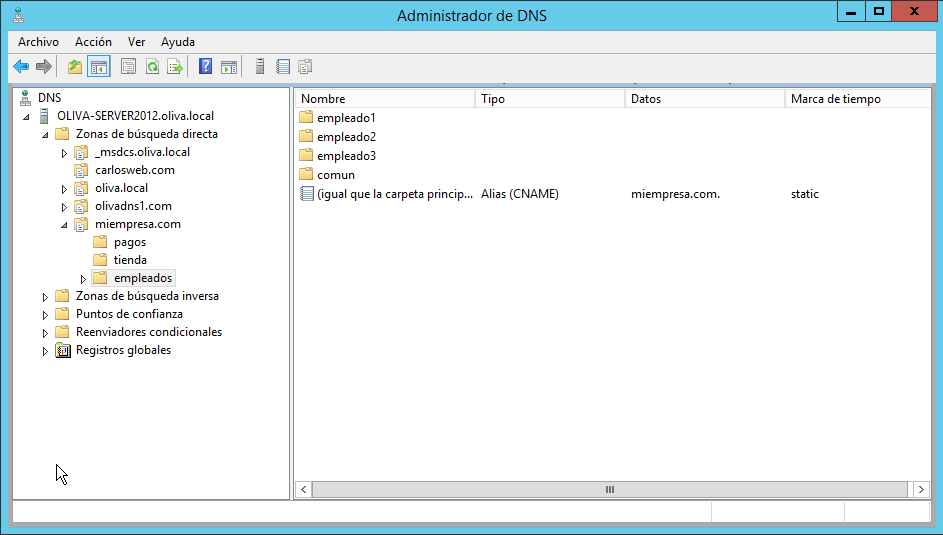 Administrador de DNS
Archivo Acción Ver Ayuda
DNS
OLIVA-SERVER2012.oliva.local
Zonas de búsqueda directa
_msdcs.oliva.local
carlosweb.com
oliva.local
olivadns1.com
miempresa.com
pagos
tienda
empleados
Zonas de búsqueda inversa
Puntos de confianza
Reenviadores condicionales
Registros globales
Nombre Tipo Datos Marca de tiempo
empleado1
empleado2
empleado3
comun
(igual que la carpeta princip... Alias (CNAME) miempresa.com. static